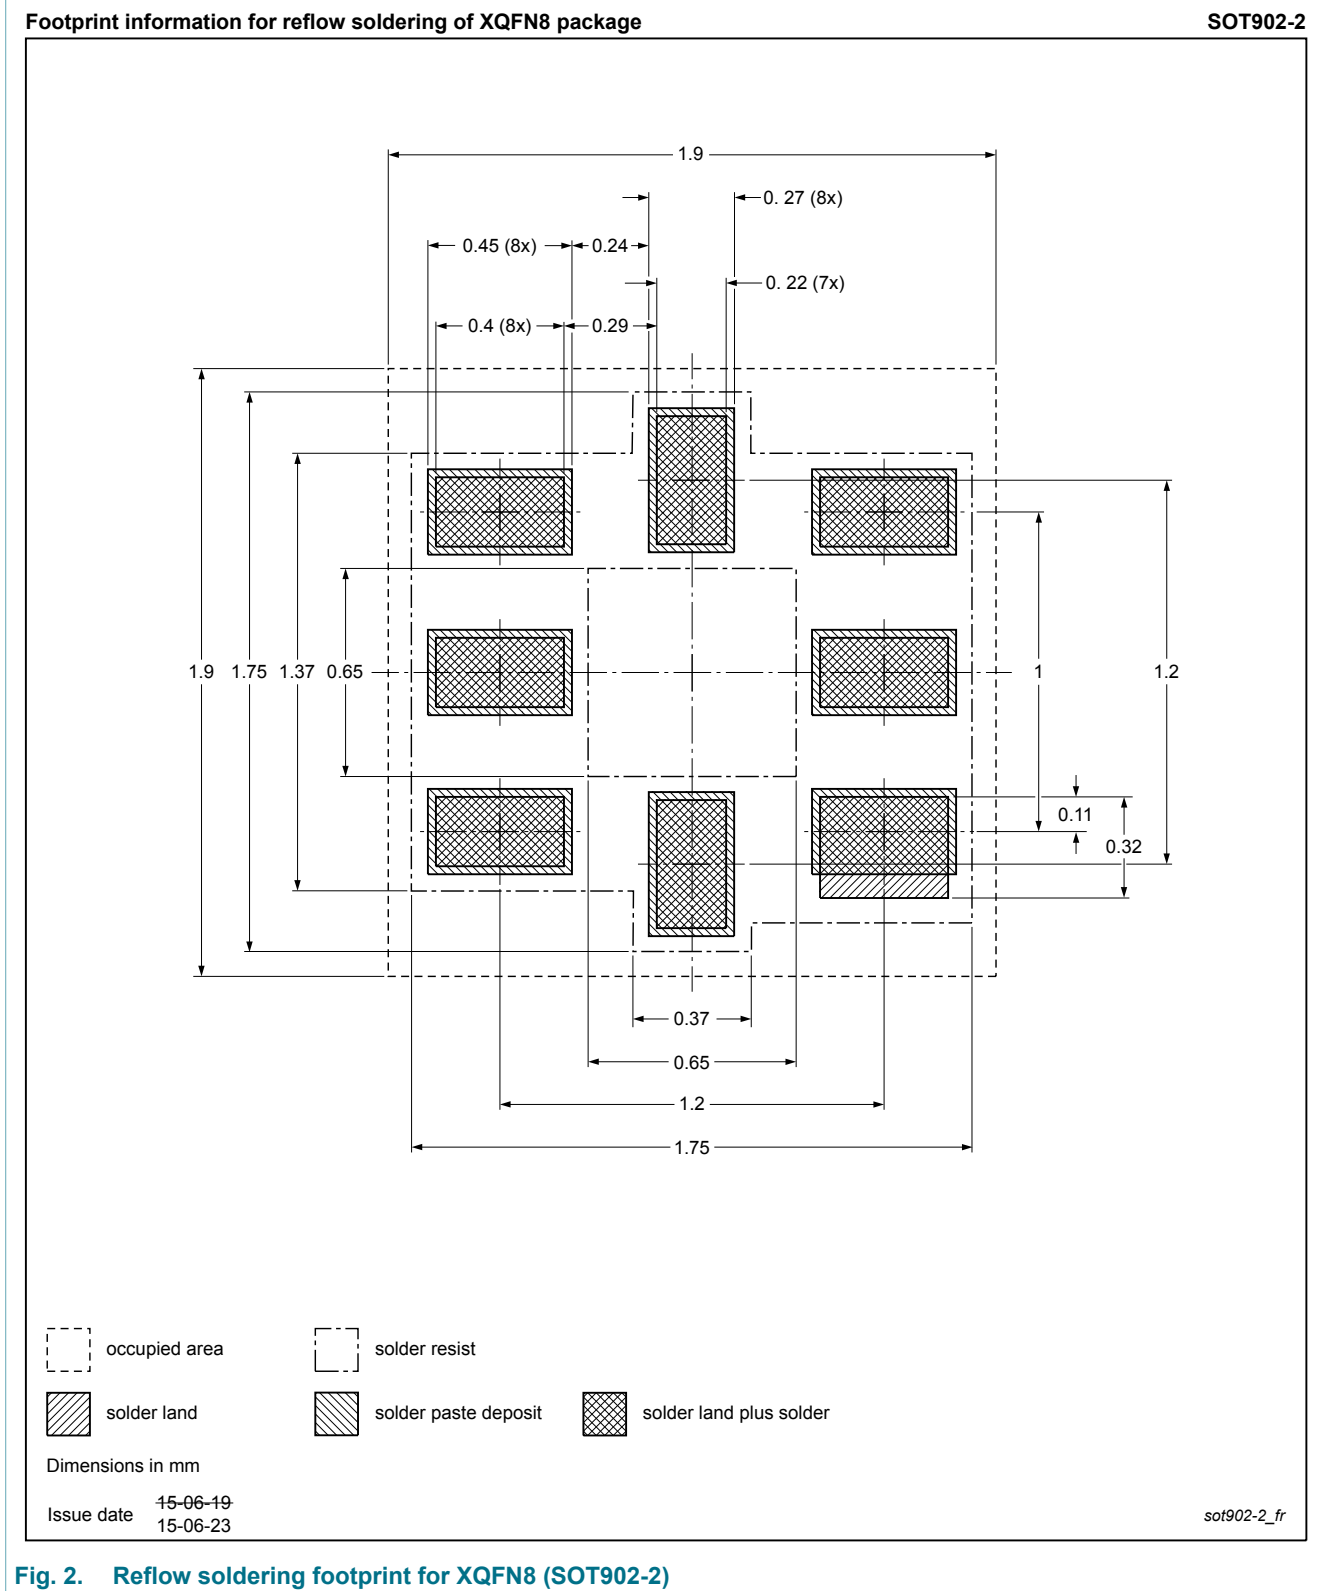 Footprint information for reflow soldering of XQFN8 package SOT902-2
1.9
0. 27 (8x)
0.45 (8x) 0.24
0. 22 (7x)
0.4 (8x) 0.29
1.9 1.75 1.37 0.65 1 1.2
0.11
0.32
0.37
0.65
1.2
1.75
occupied area solder resist
solder land solder paste deposit solder land plus solder
Dimensions in mm
Issue date 15-06-19
15-06-23
sot902-2_fr
Fig. 2. Reflow soldering footprint for XQFN8 (SOT902-2)